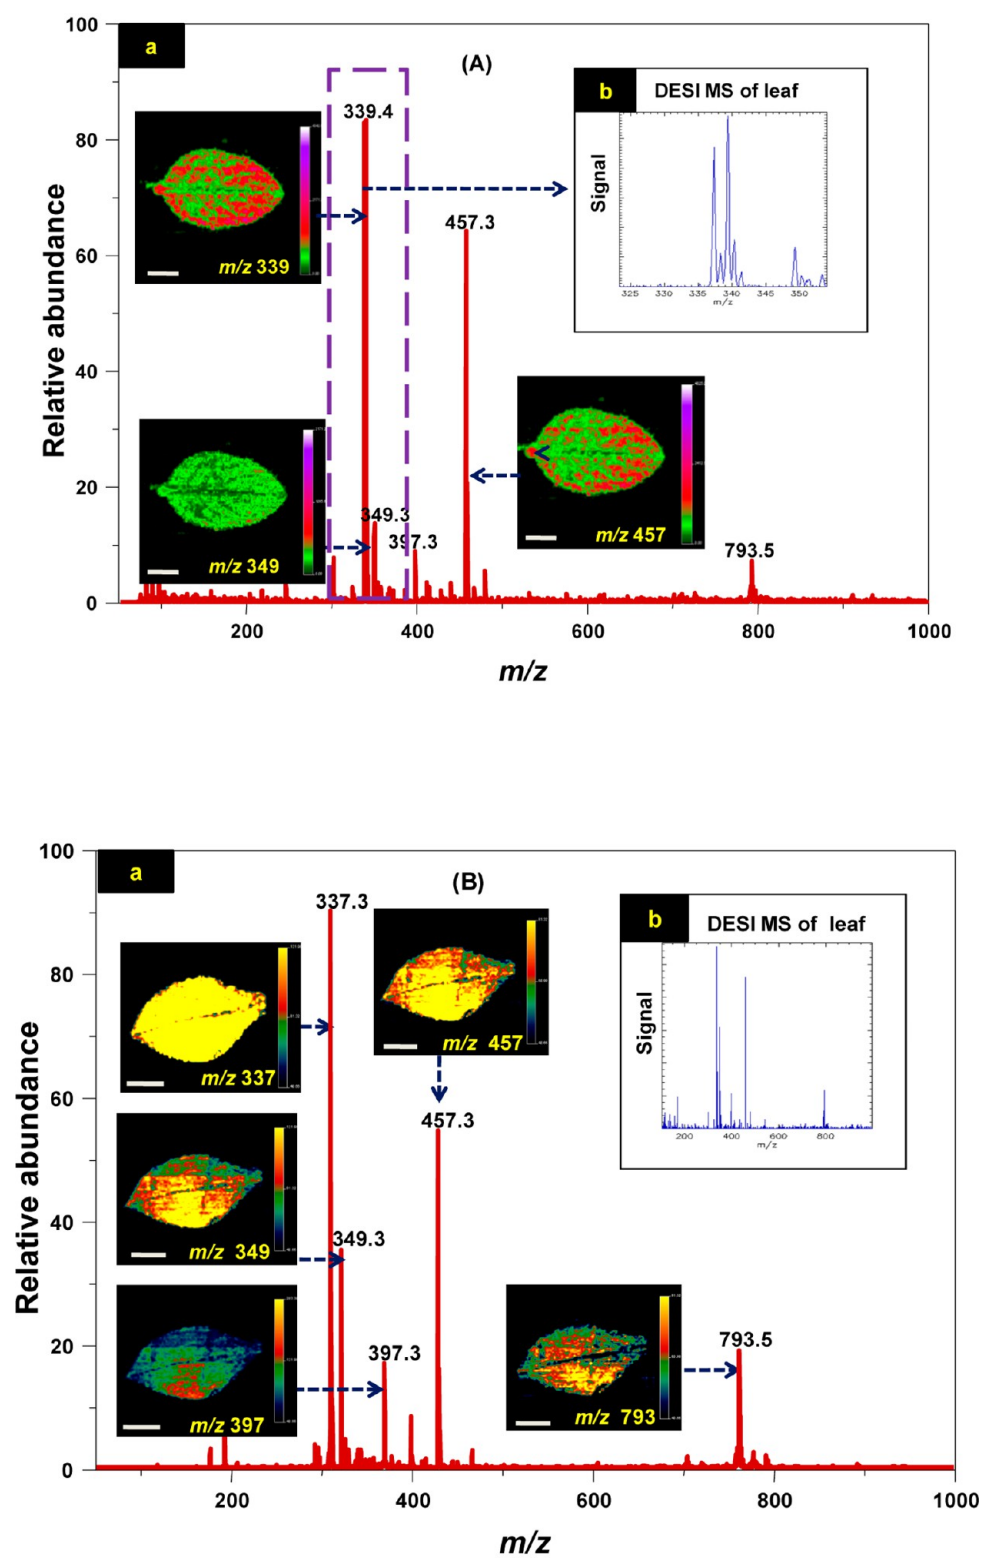 100
a
(A)
b
DESI MS of leaf
339.4
80
Signal
457.3
m/z 339
60
325 330 335 340 345 350
m/z
Relative abundance
40
20
349.3
397.3
m/z 349
m/z 457
793.5
0
200 400 600 800 1000
m/z
100
a
(B)
337.3
b
DESI MS of leaf
80
Signal
m/z 457
m/z 337
60
457.3
200 400 600 800
m/z
Relative abundance
40
349.3
m/z 349
20
397.3
793.5
m/z 397
m/z 793
0
200 400 600 800 1000
m/z